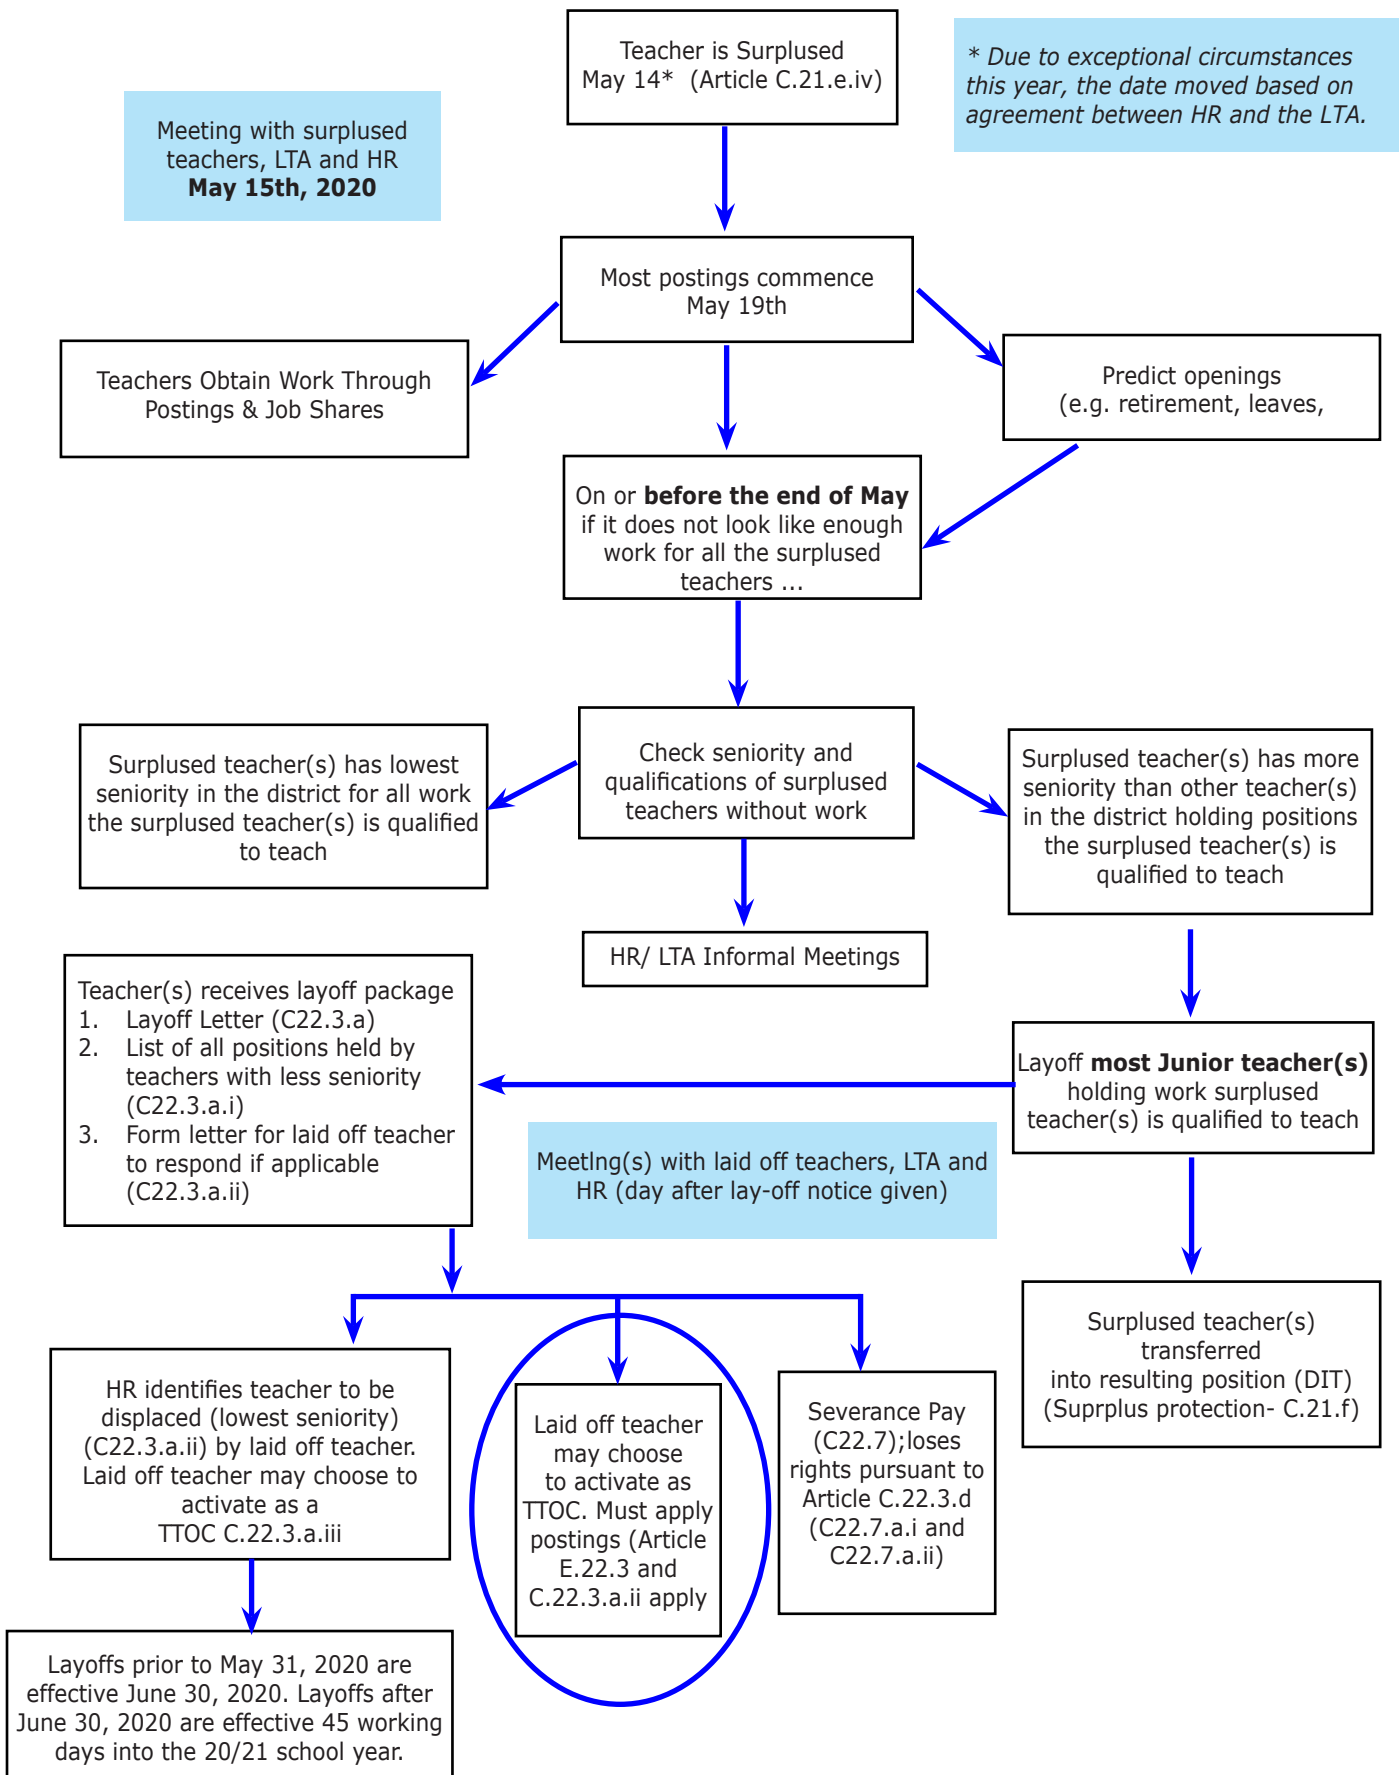 Teacher is Surplused
May 14*  (Article C.21.e.iv)
* Due to exceptional circumstances
this year, the date moved based on
agreement between HR and the LTA.
Meeting with surplused
teachers, LTA and HR
May 15th, 2020
Most postings commence
May 19th
Teachers Obtain Work Through
Postings & Job Shares
Predict openings
(e.g. retirement, leaves,
On or before the end of May
if it does not look like enough
work for all the surplused
teachers ...
Surplused teacher(s) has lowest
seniority in the district for all work
the surplused teacher(s) is qualified
to teach
Check seniority and
qualifications of surplused
teachers without work
Surplused teacher(s) has more
seniority than other teacher(s)
in the district holding positions
the surplused teacher(s) is
qualified to teach
HR/ LTA Informal Meetings
Teacher(s) receives layoff package
1. Layoff Letter (C22.3.a)
2. List of all positions held by
teachers with less seniority
(C22.3.a.i)
3. Form letter for laid off teacher
to respond if applicable
(C22.3.a.ii)
Layoff most Junior teacher(s)
holding work surplused
teacher(s) is qualified to teach
Meetlng(s) with laid off teachers, LTA and
HR (day after lay-off notice given)
Surplused teacher(s)
transferred
into resulting position (DIT)
(Suprplus protection- C.21.f)
HR identifies teacher to be
displaced (lowest seniority)
(C22.3.a.ii) by laid off teacher.
Laid off teacher may choose to
activate as a
TTOC C.22.3.a.iii
Laid off teacher
may choose
to activate as
TTOC. Must apply
postings (Article
E.22.3 and
C.22.3.a.ii apply
Severance Pay
(C22.7);loses
rights pursuant to
Article C.22.3.d
(C22.7.a.i and
C22.7.a.ii)
Layoffs prior to May 31, 2020 are
effective June 30, 2020. Layoffs after
June 30, 2020 are effective 45 working
days into the 20/21 school year.